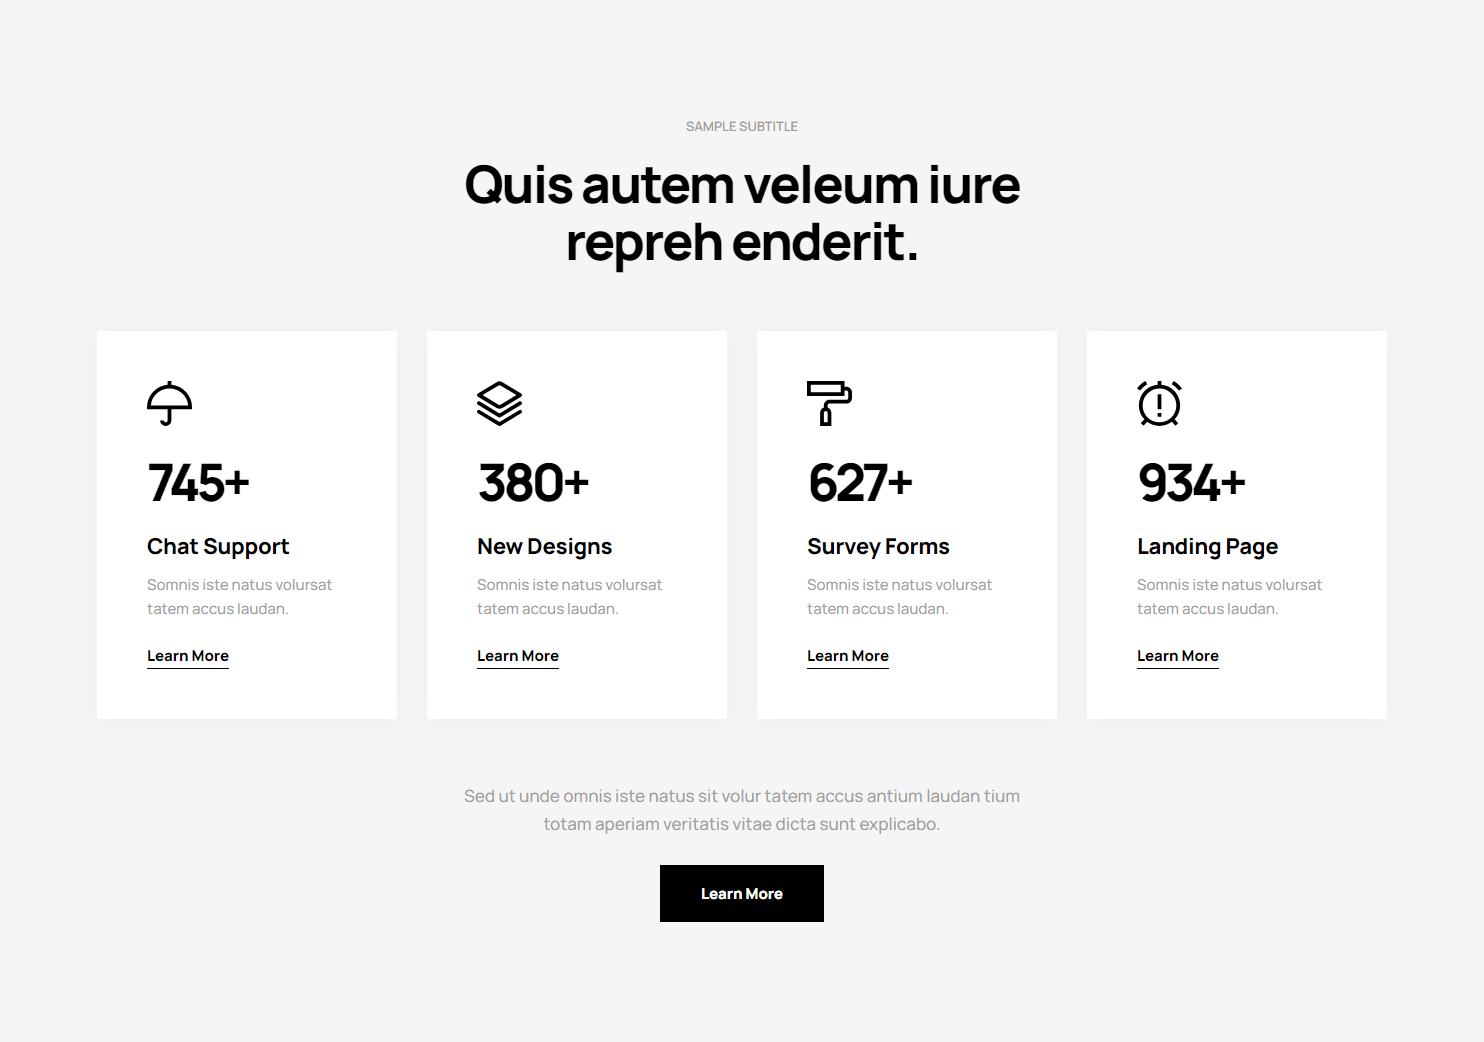 SAMPLE SUBTITLE
Quis autem veleum iure
repreh enderit.
745+
Chat Support
Somnis iste natus volursat
tatem accus laudan.
Learn More
380+
New Designs
Somnis iste natus volursat
tatem accus laudan.
Learn More
627+
Survey Forms
Somnis iste natus volursat
tatem accus laudan.
Learn More
934+
Landing Page
Somnis iste natus volursat
tatem accus laudan.
Learn More
Sed ut unde omnis iste natus sit volur tatem accus antium laudan tium
totam aperiam veritatis vitae dicta sunt explicabo.
Learn More